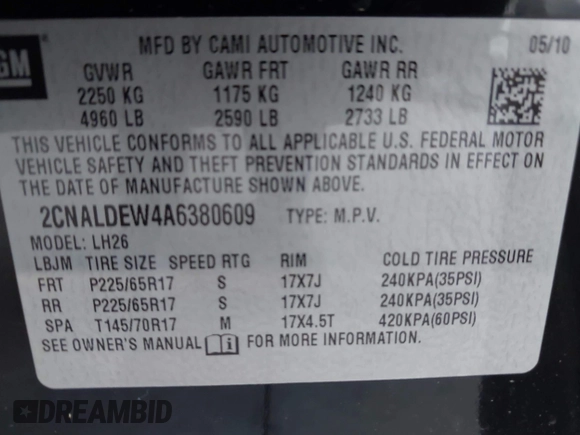 GM
MFD BY CAMI AUTOMOTIVE INC. 05/10
GVWR GAWR FRT GAWR RR
2250 KG 1175 KG 1240 KG
4960 LB 2590 LB 2733 LB
THIS VEHICLE CONFORMS TO ALL APPLICABLE U.S. FEDERAL MOTOR
VEHICLE SAFETY AND THEFT PREVENTION STANDARDS IN EFFECT ON
THE DATE OF MANUFACTURE SHOWN ABOVE.
2CNALDEW4A6380609 TYPE: M.P.V.
MODEL: LH26
LBJM TIRE SIZE SPEED RTG RIM COLD TIRE PRESSURE
FRT P225/65R17 S 17X7J 240KPA(35PSI)
RR P225/65R17 S 17X7J 240KPA(35PSI)
SPA T145/70R17 M 17X4.5T 420KPA(60PSI)
SEE OWNER'S MANUAL i FOR MORE INFORMATION.
DREAMBID